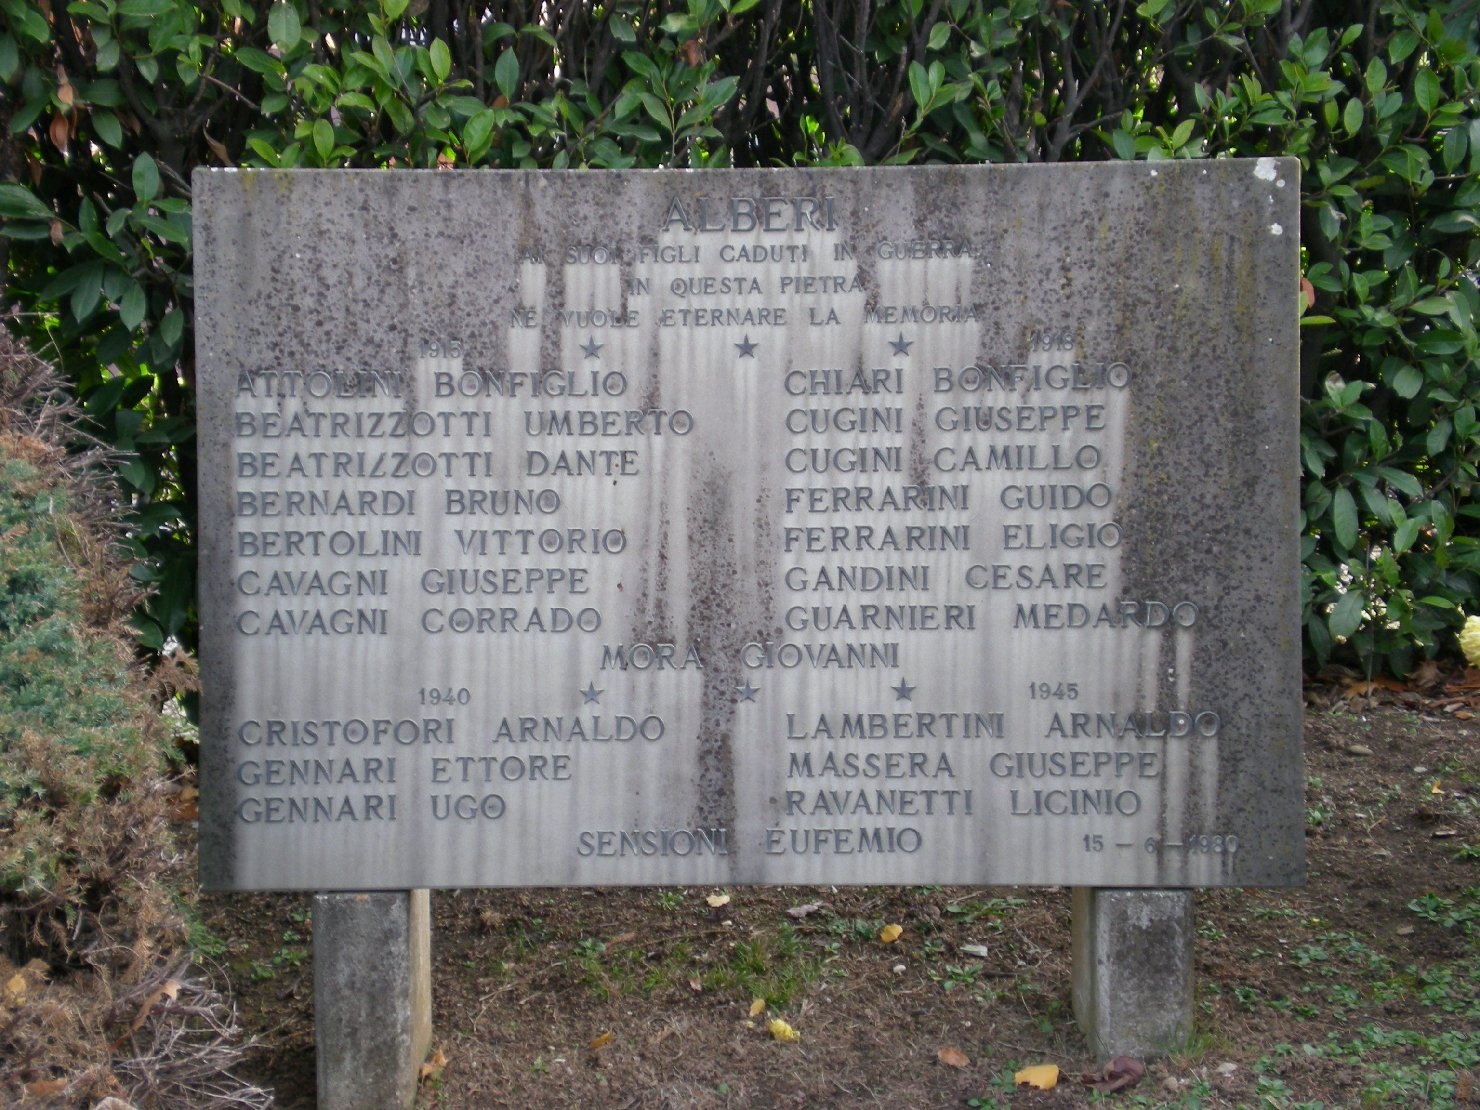 ALBERI
AI SUOI FIGLI CADUTI IN GUERRA
IN QUESTA PIETRA
NE VUOLE ETERNARE LA MEMORIA
1915 ★ ★ ★ 1918
ATTOLINI BONFIGLIO
BEATRIZZOTTI UMBERTO
BEATRIZZOTTI DANTE
BERNARDI BRUNO
BERTOLINI VITTORIO
CAVAGNI GIUSEPPE
CAVAGNI CORRADO
CHIARI BONFIGLIO
CUGINI GIUSEPPE
CUGINI CAMILLO
FERRARINI GUIDO
FERRARINI ELIGIO
GANDINI CESARE
GUARNIERI MEDARDO
MORA GIOVANNI
1940 ★ ★ ★ 1945
CRISTOFORI ARNALDO
GENNARI ETTORE
GENNARI UGO
LAMBERTINI ARNALDO
MASSERA GIUSEPPE
RAVANETTI LICINIO
SENSIONI EUFEMIO
15 - 6 - 1980